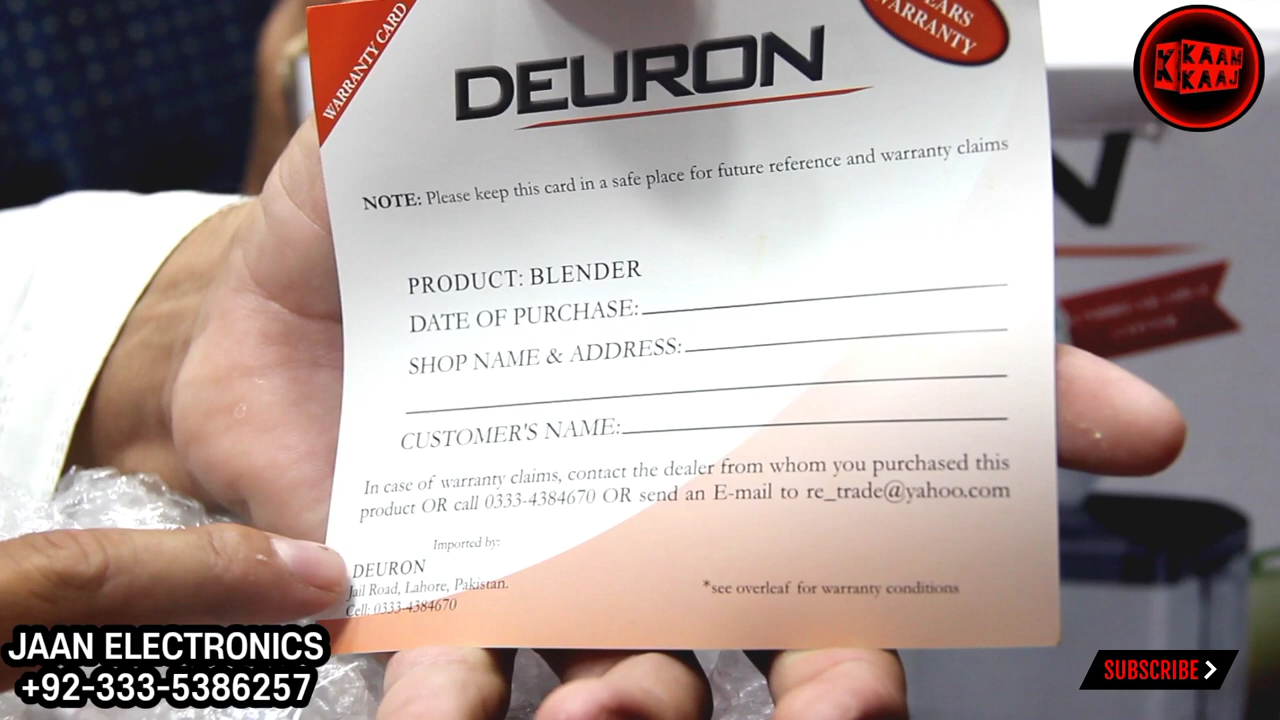 WARRANTY CARD
DEURON
WARRANTY
KAAM
KAAJ
NOTE: Please keep this card in a safe place for future reference and warranty claims
PRODUCT: BLENDER
DATE OF PURCHASE:
SHOP NAME & ADDRESS:
CUSTOMER'S NAME:
In case of warranty claims, contact the dealer from whom you purchased this
product OR call 0333-4384670 OR send an E-mail to re_trade@yahoo.com
Imported by:
DEURON
Jail Road, Lahore, Pakistan.
Cell: 0333-4384670
*see overleaf for warranty conditions
JAAN ELECTRONICS
+92-333-5386257
SUBSCRIBE